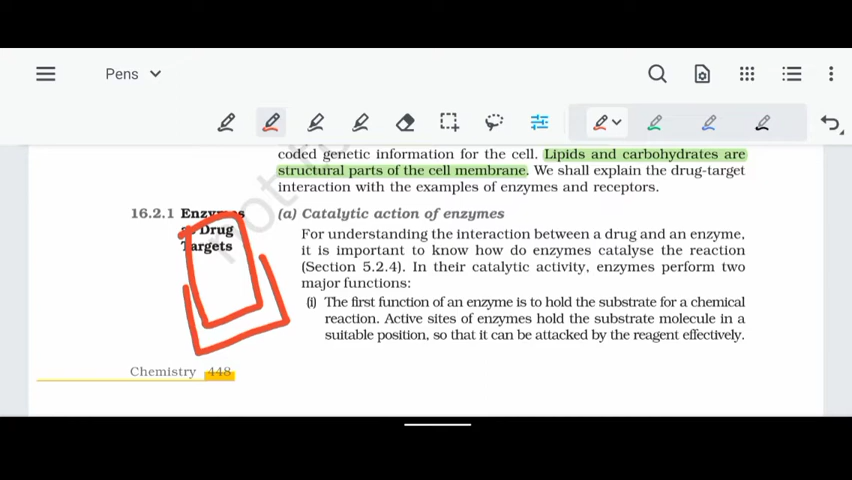 Pens
coded genetic information for the cell. Lipids and carbohydrates are
structural parts of the cell membrane. We shall explain the drug-target
interaction with the examples of enzymes and receptors.
16.2.1 Enzymes (a) Catalytic action of enzymes
as Drug
Targets
For understanding the interaction between a drug and an enzyme,
it is important to know how do enzymes catalyse the reaction
(Section 5.2.4). In their catalytic activity, enzymes perform two
major functions:
(i) The first function of an enzyme is to hold the substrate for a chemical
reaction. Active sites of enzymes hold the substrate molecule in a
suitable position, so that it can be attacked by the reagent effectively.
Chemistry 448